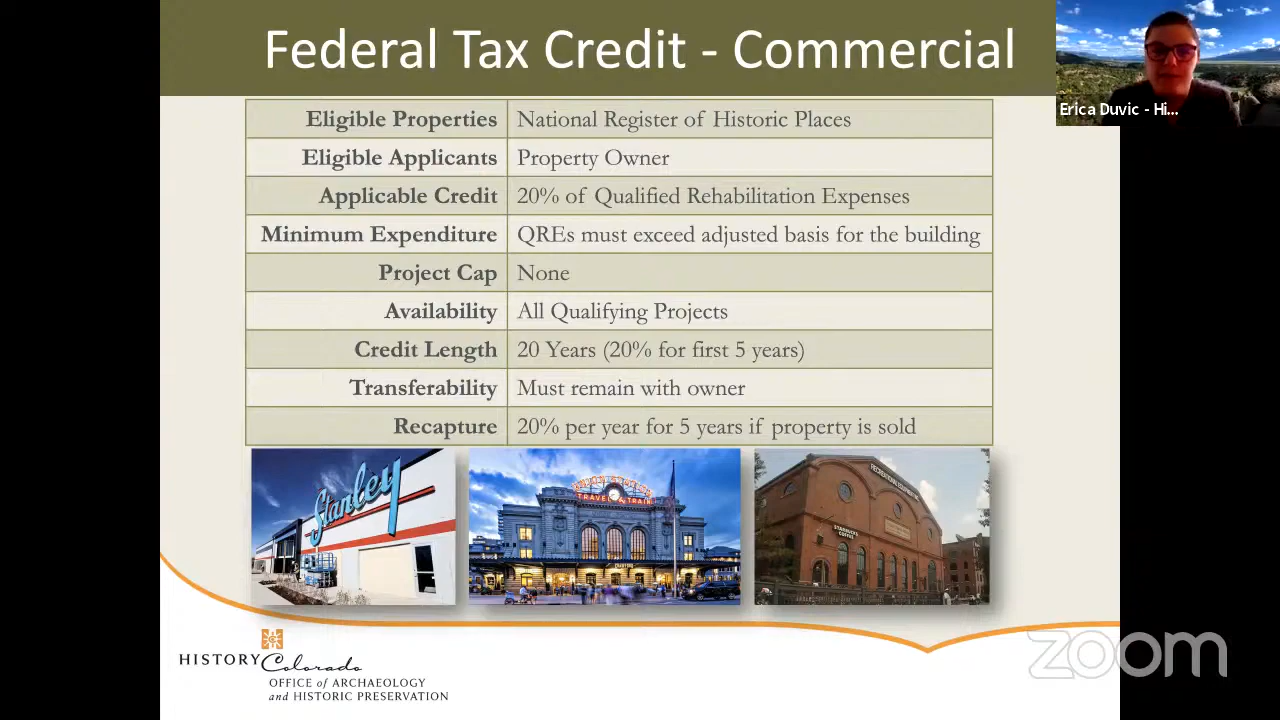 Federal Tax Credit - Commercial
Erica Duvic - Hi...
Eligible Properties National Register of Historic Places
Eligible Applicants Property Owner
Applicable Credit 20% of Qualified Rehabilitation Expenses
Minimum Expenditure QREs must exceed adjusted basis for the building
Project Cap None
Availability All Qualifying Projects
Credit Length 20 Years (20% for first 5 years)
Transferability Must remain with owner
Recapture 20% per year for 5 years if property is sold
Stanley
TRAVEL by TRAIN
STARBUCKS
COFFEE
HISTORY Colorado
OFFICE of ARCHAEOLOGY
and HISTORIC PRESERVATION
zoom